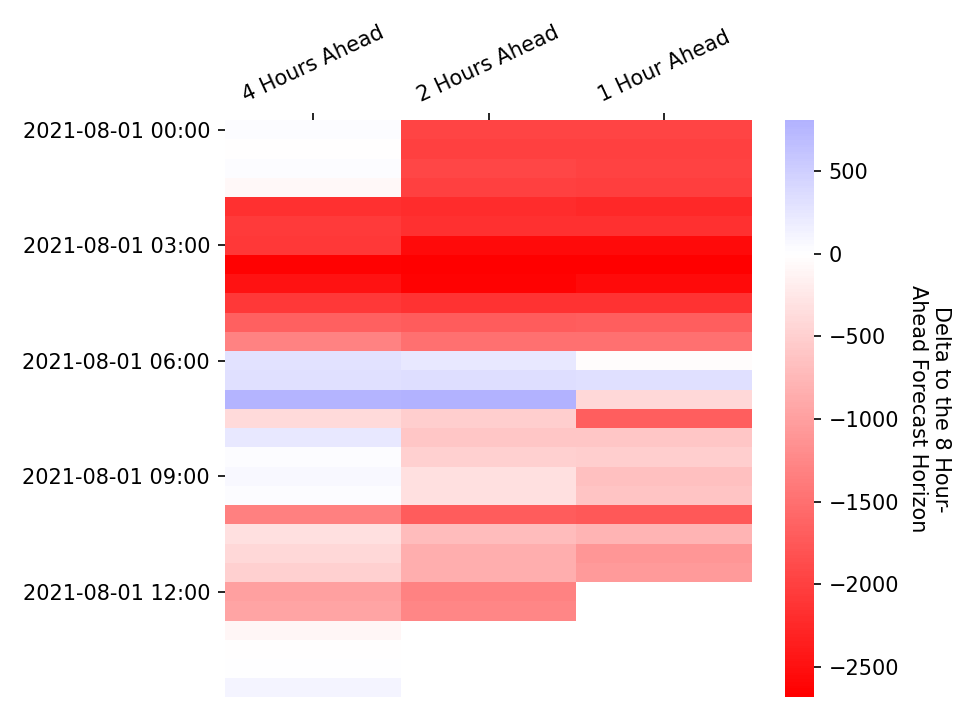 4 Hours Ahead
2 Hours Ahead
1 Hour Ahead
2021-08-01 00:00
2021-08-01 03:00
2021-08-01 06:00
2021-08-01 09:00
2021-08-01 12:00
500
0
−500
−1000
−1500
−2000
−2500
Delta to the 8 Hour-
Ahead Forecast Horizon